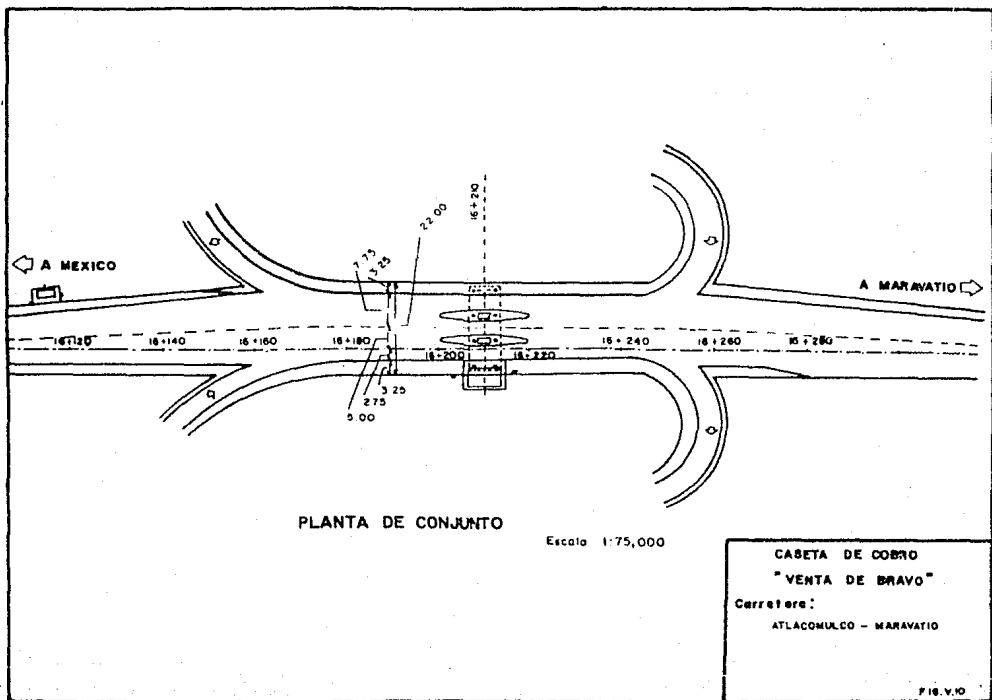 16+210
22.00
7.75
3.25
A MEXICO
A MARAVATIO
16+120
16+140
16+160
16+180
16+200
16+220
16+240
16+260
16+280
3.25
2.75
5.00
PLANTA DE CONJUNTO
Escala 1:75,000
CASETA DE COBRO
"VENTA DE BRAVO"
Carretera:
ATLACOMULCO - MARAVATIO
FIG. V.10